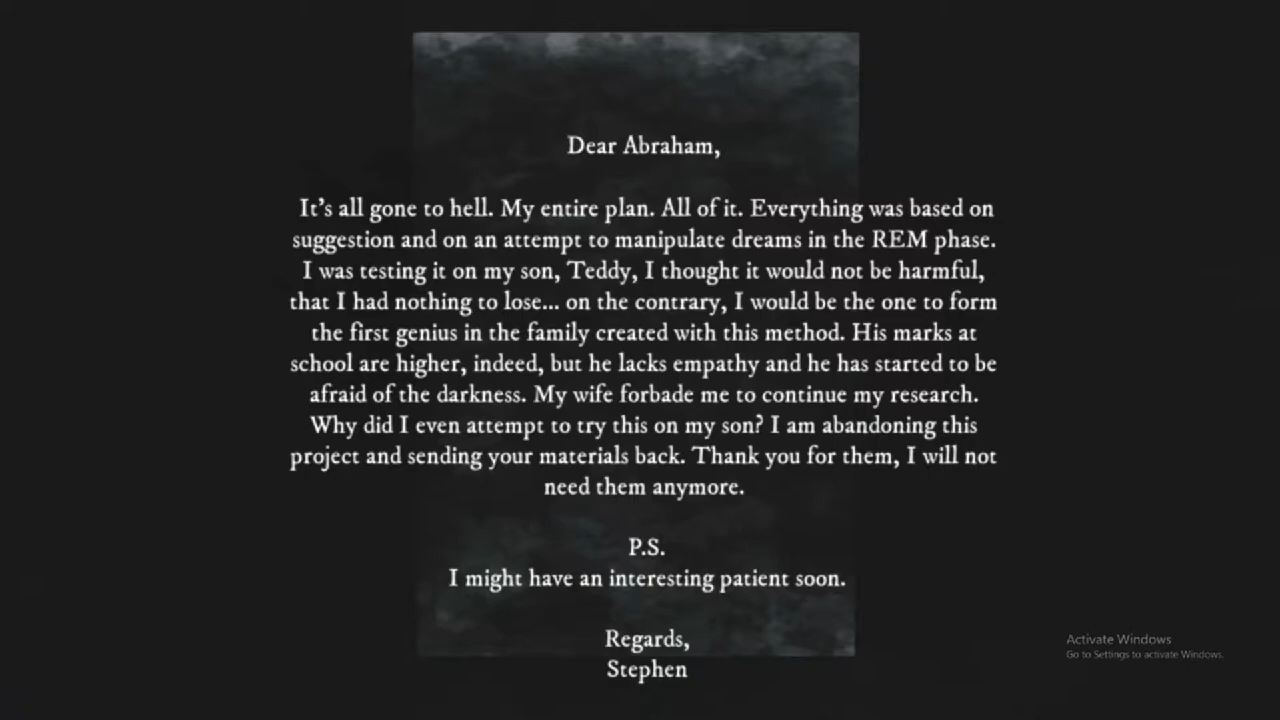 Dear Abraham,
It's all gone to hell. My entire plan. All of it. Everything was based on
suggestion and on an attempt to manipulate dreams in the REM phase.
I was testing it on my son, Teddy, I thought it would not be harmful,
that I had nothing to lose... on the contrary, I would be the one to form
the first genius in the family created with this method. His marks at
school are higher, indeed, but he lacks empathy and he has started to be
afraid of the darkness. My wife forbade me to continue my research.
Why did I even attempt to try this on my son? I am abandoning this
project and sending your materials back. Thank you for them, I will not
need them anymore.
P.S.
I might have an interesting patient soon.
Regards,
Stephen
Activate Windows
Go to Settings to activate Windows.